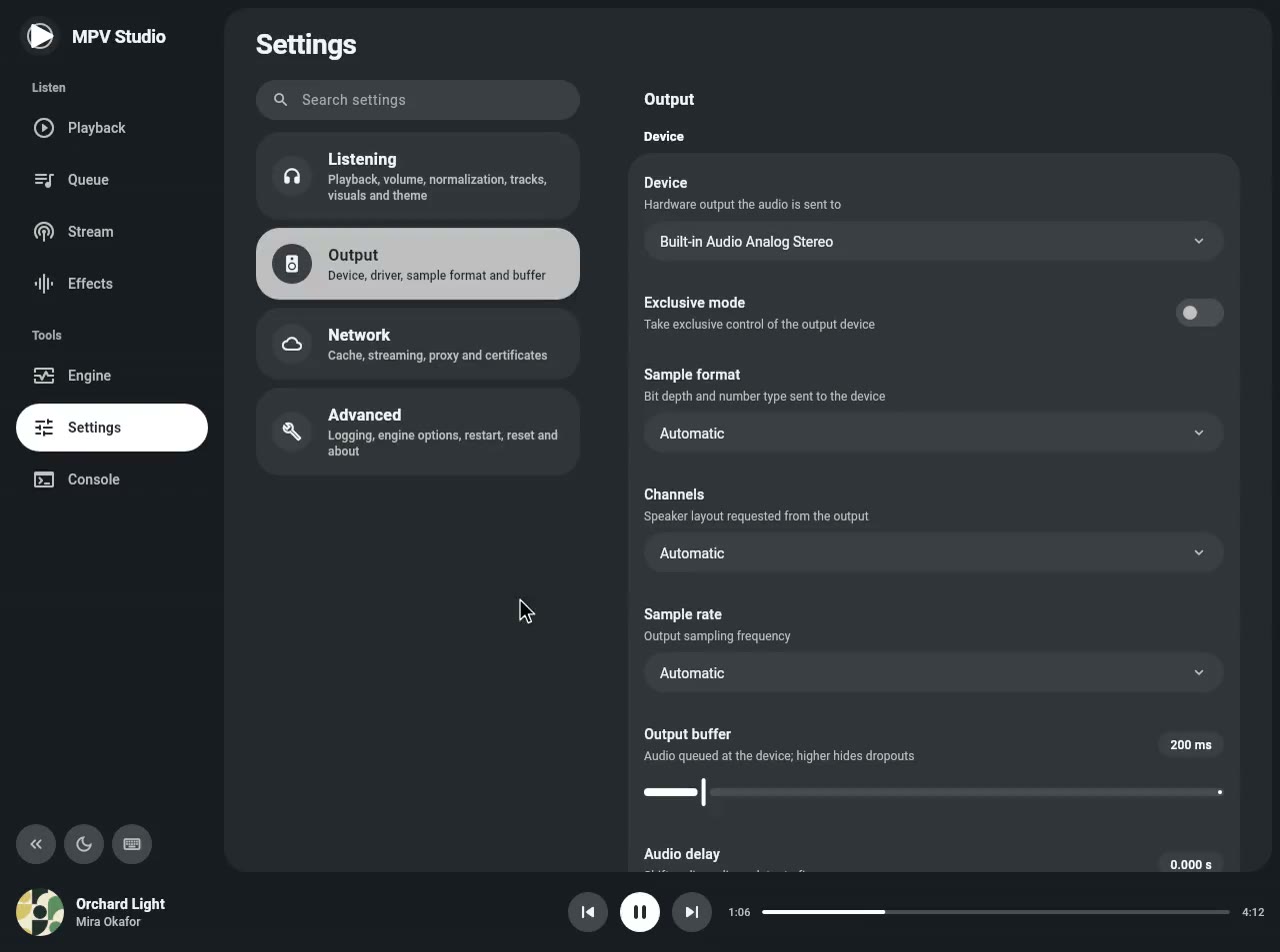 MPV Studio
Listen
Playback
Queue
Stream
Effects
Tools
Engine
Settings
Console
Settings
Search settings
Listening
Playback, volume, normalization, tracks,
visuals and theme
Output
Device, driver, sample format and buffer
Network
Cache, streaming, proxy and certificates
Advanced
Logging, engine options, restart, reset and
about
Output
Device
Device
Hardware output the audio is sent to
Built-in Audio Analog Stereo
Exclusive mode
Take exclusive control of the output device
Sample format
Bit depth and number type sent to the device
Automatic
Channels
Speaker layout requested from the output
Automatic
Sample rate
Output sampling frequency
Automatic
Output buffer
Audio queued at the device; higher hides dropouts
200 ms
Audio delay
0.000 s
Orchard Light
Mira Okafor
1:06
4:12